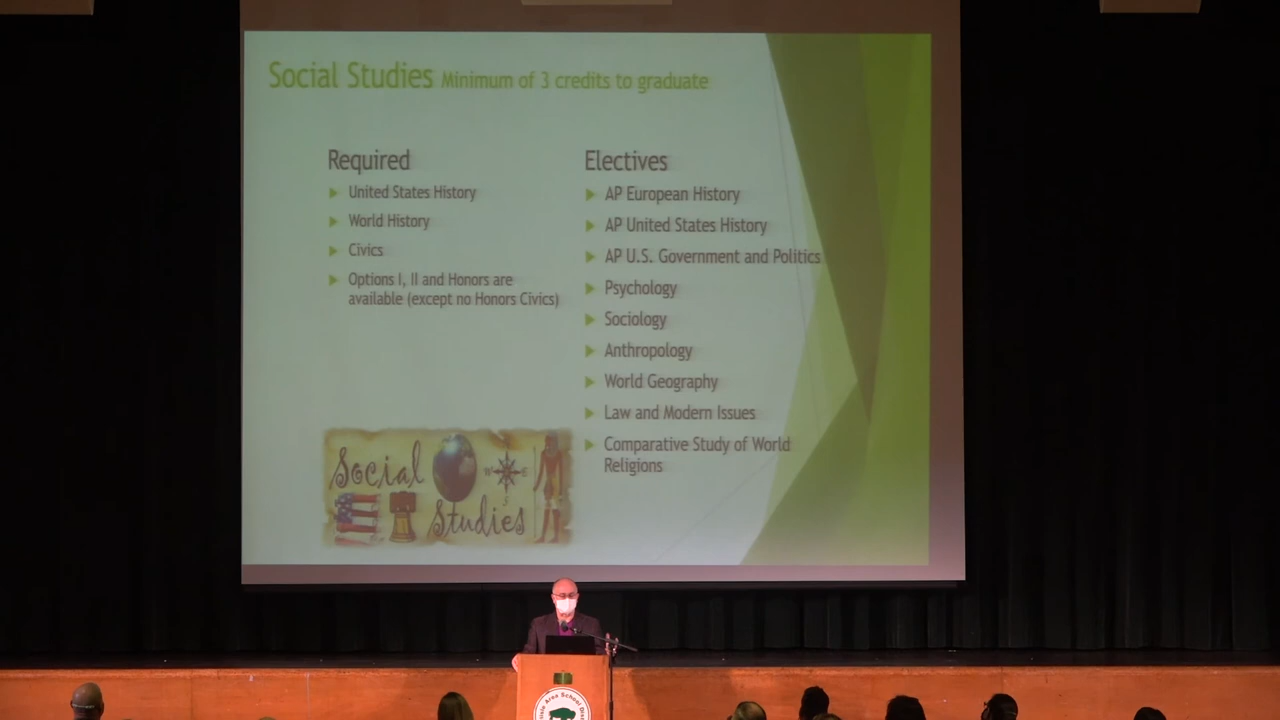 Social Studies Minimum of 3 credits to graduate
Required
United States History
World History
Civics
Options I, II and Honors are
available (except no Honors Civics)
Electives
AP European History
AP United States History
AP U.S. Government and Politics
Psychology
Sociology
Anthropology
World Geography
Law and Modern Issues
Comparative Study of World
Religions
Social
W E
S
Studies
Area School